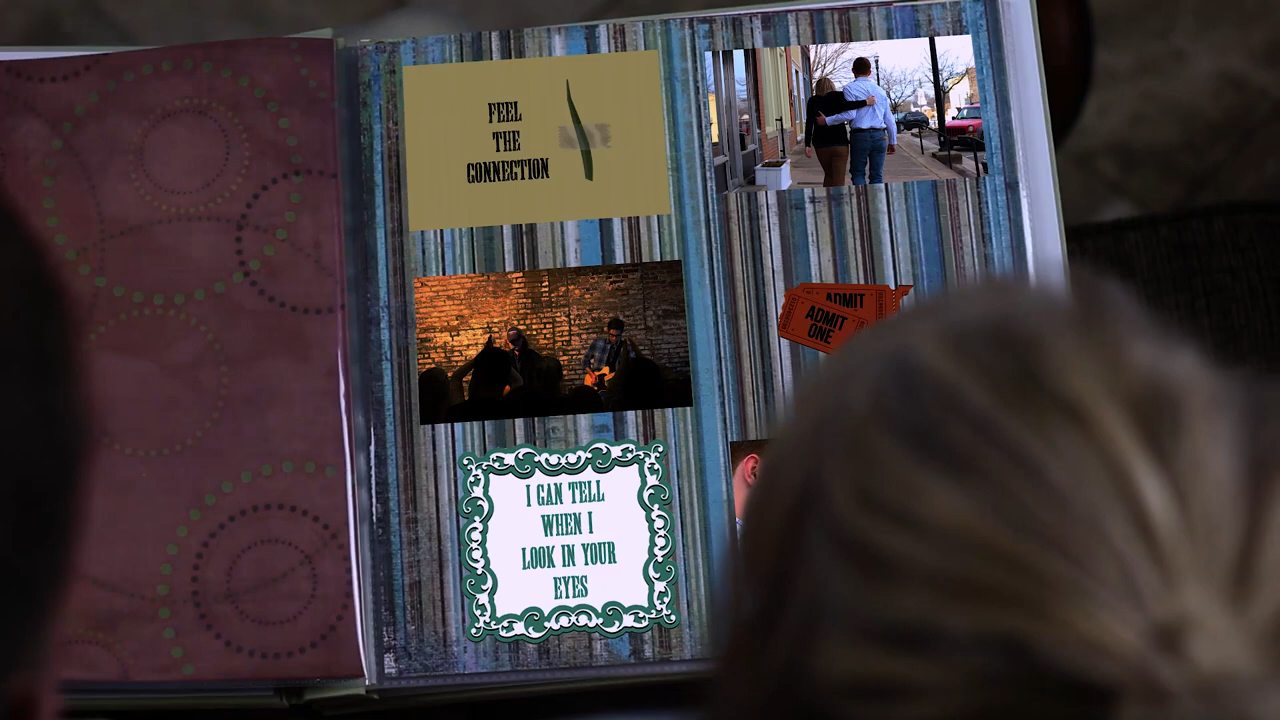 FEEL
THE
CONNECTION
ADMIT
ADMIT
ONE
I CAN TELL
WHEN I
LOOK IN YOUR
EYES